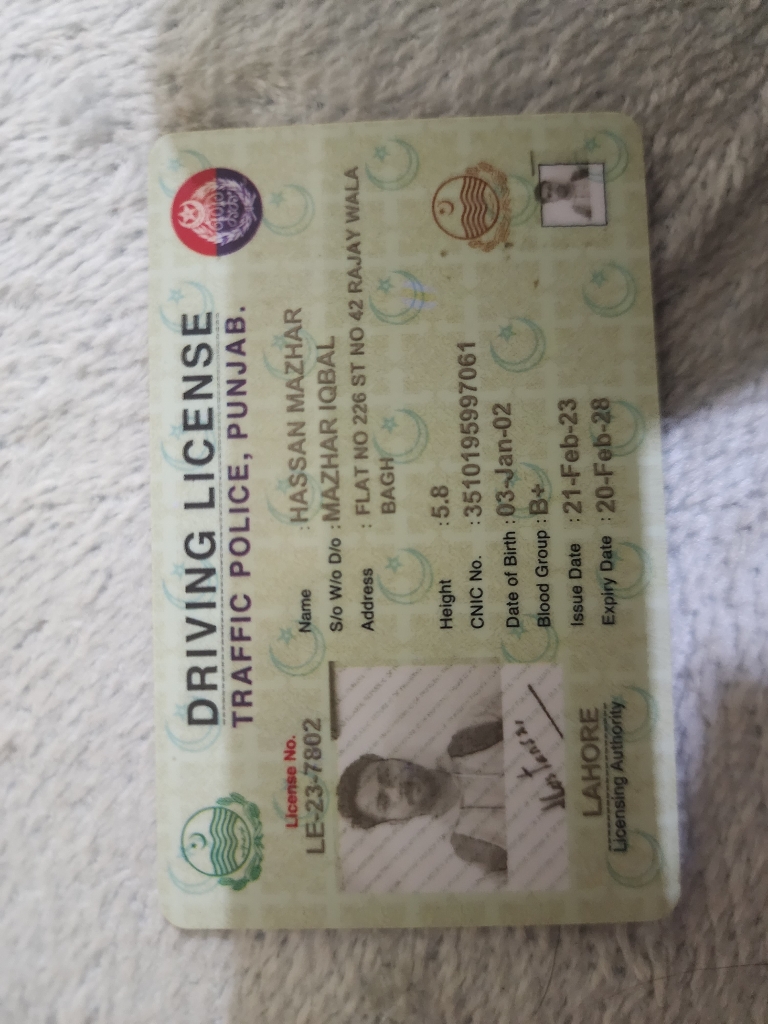 DRIVING LICENSE
TRAFFIC POLICE, PUNJAB.
License No.
LE-23-7802
Name : HASSAN MAZHAR
S/o W/o D/o : MAZHAR IQBAL
Address : FLAT NO 226 ST NO 42 RAJAY WALA
BAGH
Height : 5.8
CNIC No. : 3510195997061
Date of Birth : 03-Jan-02
Blood Group : B+
Issue Date : 21-Feb-23
Expiry Date : 20-Feb-28
LAHORE
Licensing Authority